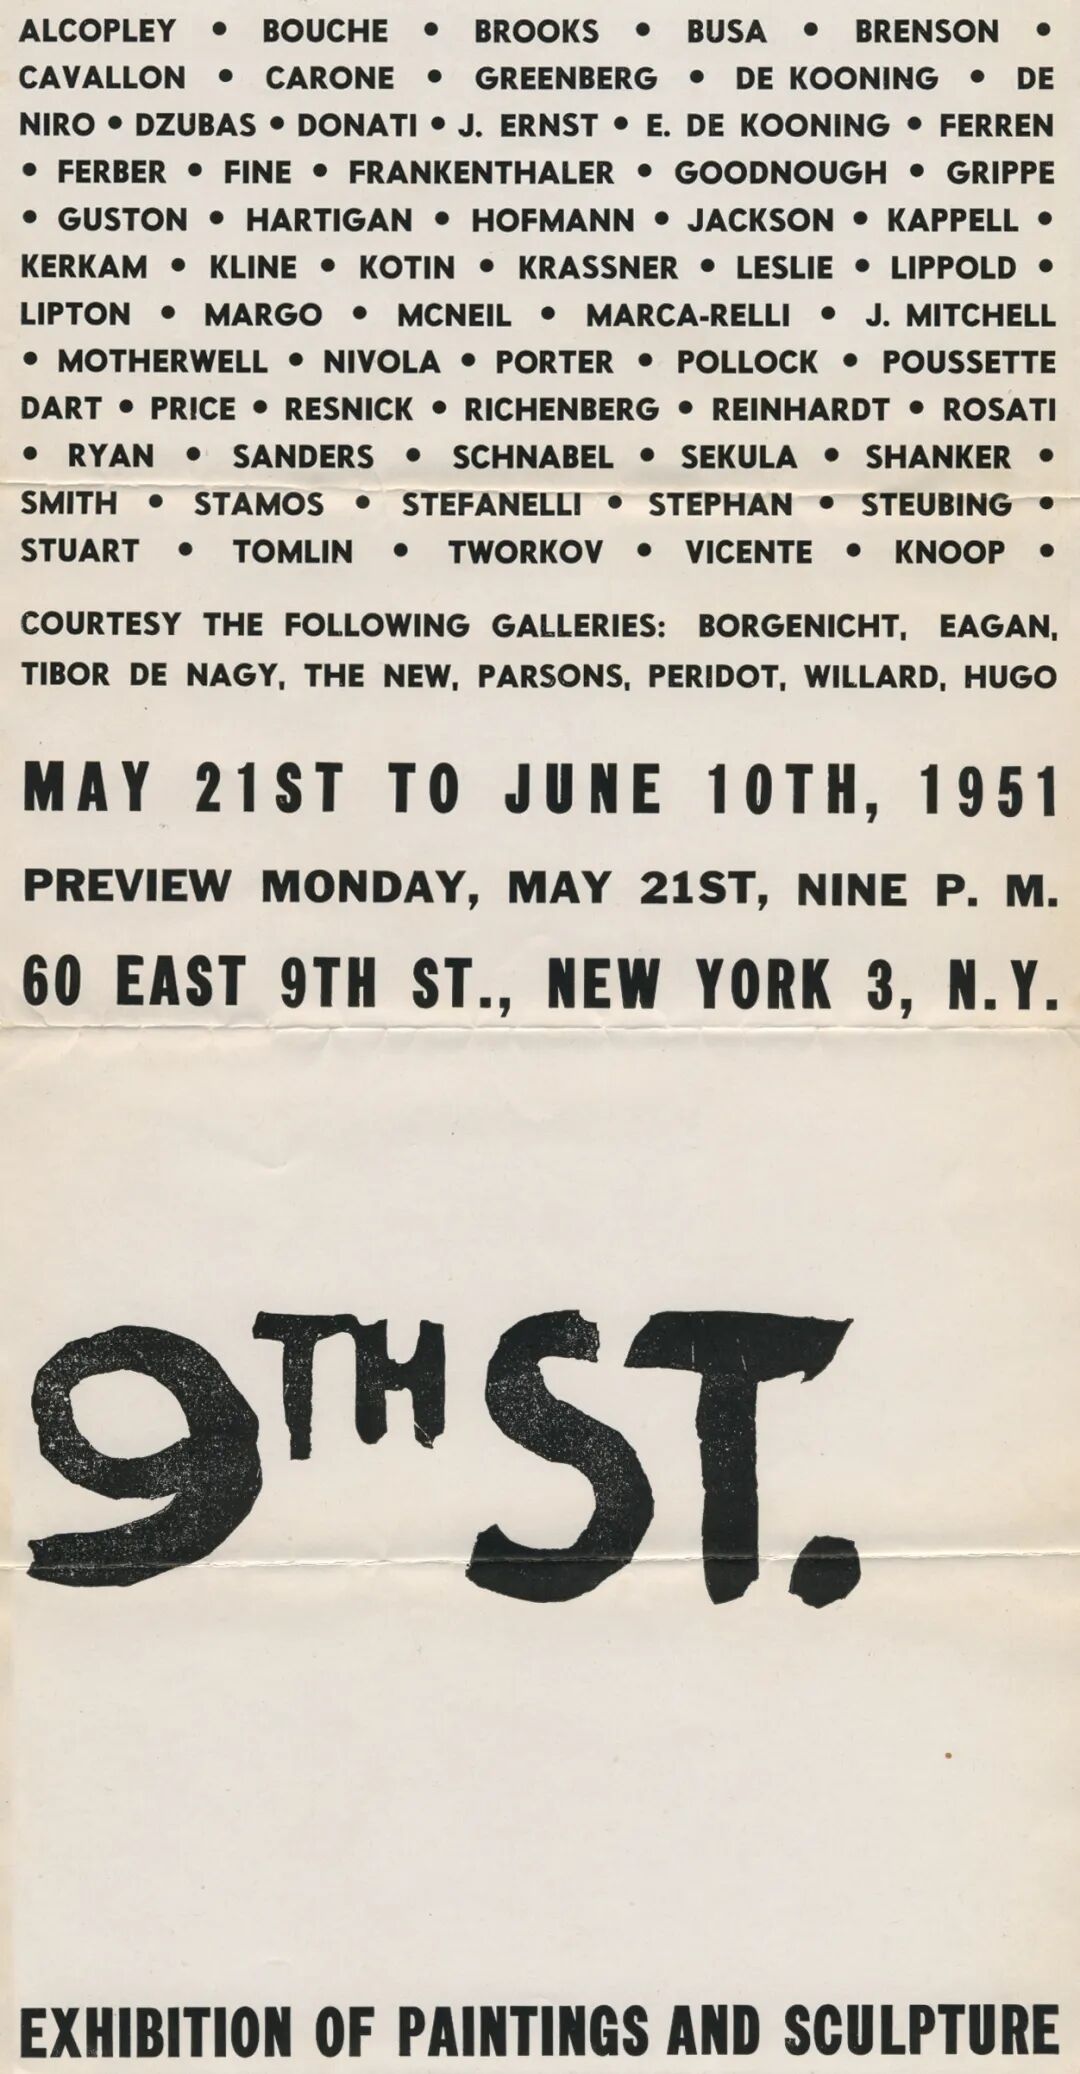 ALCOPLEY • BOUCHE • BROOKS • BUSA • BRENSON •
CAVALLON • CARONE • GREENBERG • DE KOONING • DE
NIRO • DZUBAS • DONATI • J. ERNST • E. DE KOONING • FERREN
• FERBER • FINE • FRANKENTHALER • GOODNOUGH • GRIPPE
• GUSTON • HARTIGAN • HOFMANN • JACKSON • KAPPELL •
KERKAM • KLINE • KOTIN • KRASSNER • LESLIE • LIPPOLD •
LIPTON • MARGO • MCNEIL • MARCA-RELLI • J. MITCHELL
• MOTHERWELL • NIVOLA • PORTER • POLLOCK • POUSSETTE
DART • PRICE • RESNICK • RICHENBERG • REINHARDT • ROSATI
• RYAN • SANDERS • SCHNABEL • SEKULA • SHANKER •
SMITH • STAMOS • STEFANELLI • STEPHAN • STEUBING •
STUART • TOMLIN • TWORKOV • VICENTE • KNOOP •
COURTESY THE FOLLOWING GALLERIES: BORGENICHT, EAGAN,
TIBOR DE NAGY, THE NEW, PARSONS, PERIDOT, WILLARD, HUGO
MAY 21ST TO JUNE 10TH, 1951
PREVIEW MONDAY, MAY 21ST, NINE P. M.
60 EAST 9TH ST., NEW YORK 3, N.Y.
9TH ST.
EXHIBITION OF PAINTINGS AND SCULPTURE